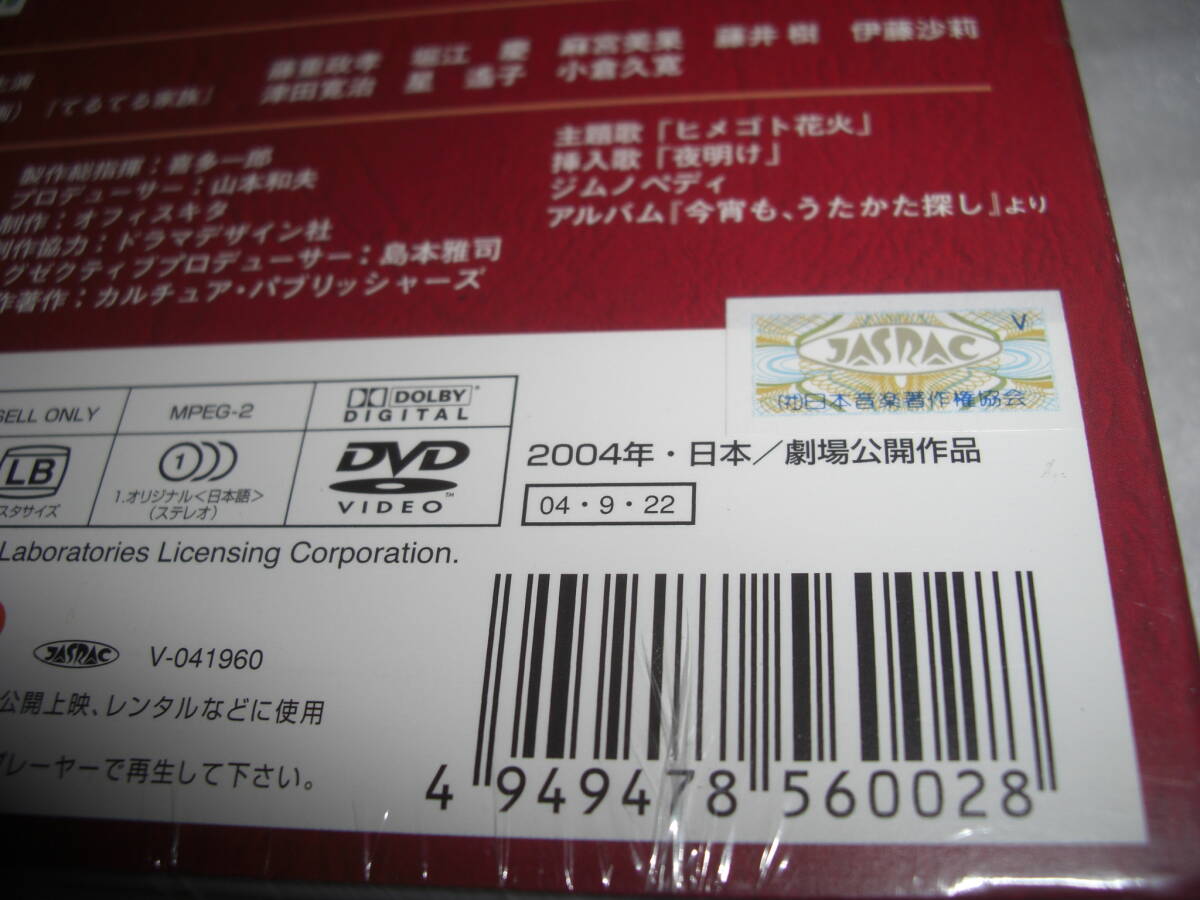 主演
藤重政孝 堀江 慶 麻宮美果 藤井 樹 伊藤沙莉
「てるてる家族」 津田寛治 星 遥子 小倉久寛
製作総指揮：喜多一郎
プロデューサー：山本和夫
制作：オフィスキタ
制作協力：ドラマデザイン社
グゼクティブプロデューサー：島本雅司
作著作：カルチュア・パブリッシャーズ
主題歌「ヒメゴト花火」
挿入歌「夜明け」
ジムノペディ
アルバム『今宵も、うたかた探し』より
V
JASRAC
(社)日本音楽著作権協会
SELL ONLY
MPEG-2
DOLBY
DIGITAL
LB
スタサイズ
1
1.オリジナル<日本語>
(ステレオ)
DVD
VIDEO
TM
2004年・日本／劇場公開作品
04・9・22
Laboratories Licensing Corporation.
JASRAC V-041960
公開上映、レンタルなどに使用
プレーヤーで再生して下さい。
4 949478 560028